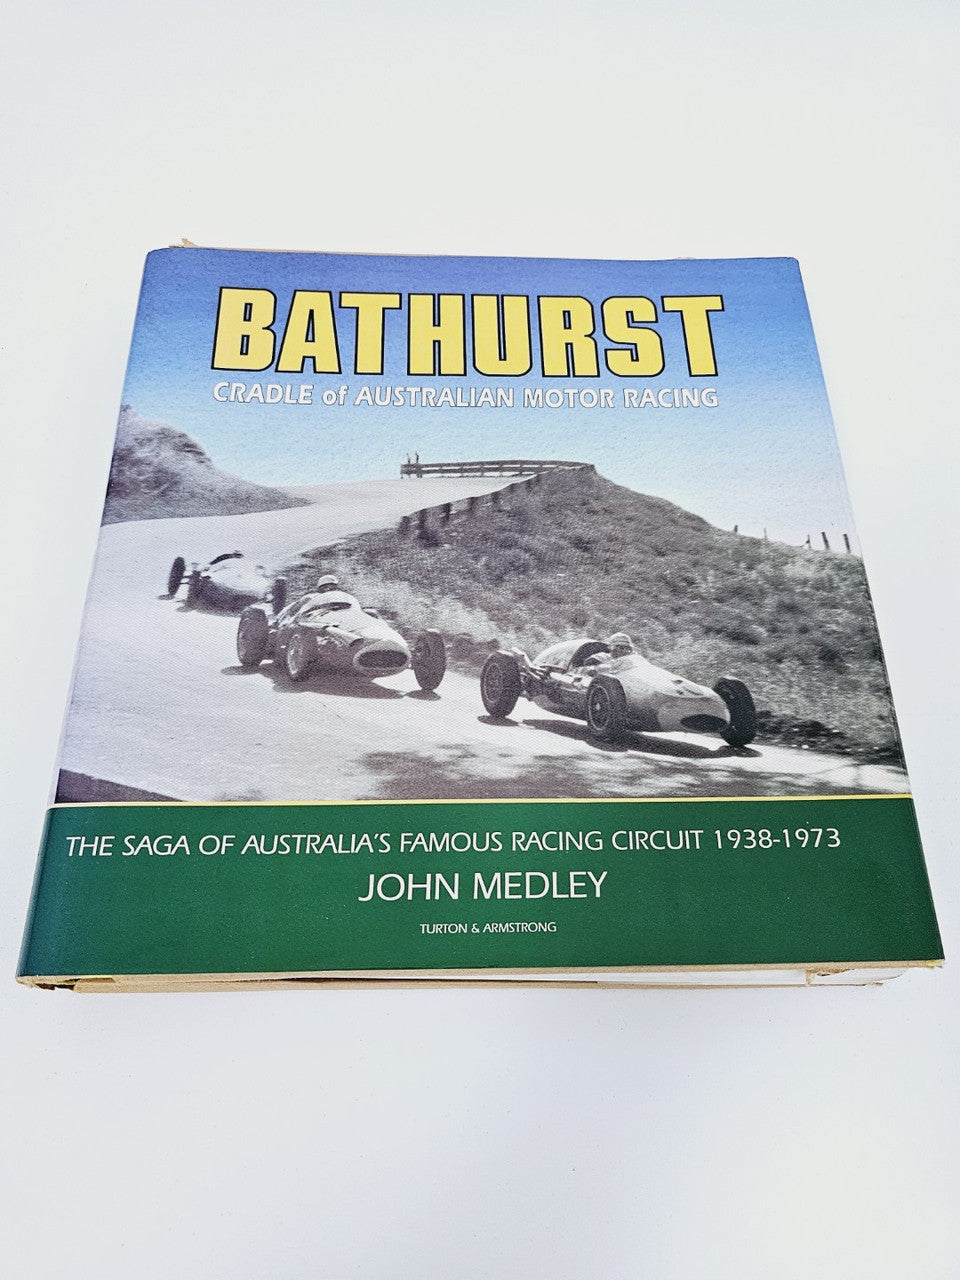 BATHURST
CRADLE of AUSTRALIAN MOTOR RACING
THE SAGA OF AUSTRALIA'S FAMOUS RACING CIRCUIT 1938-1973
JOHN MEDLEY
TURTON & ARMSTRONG